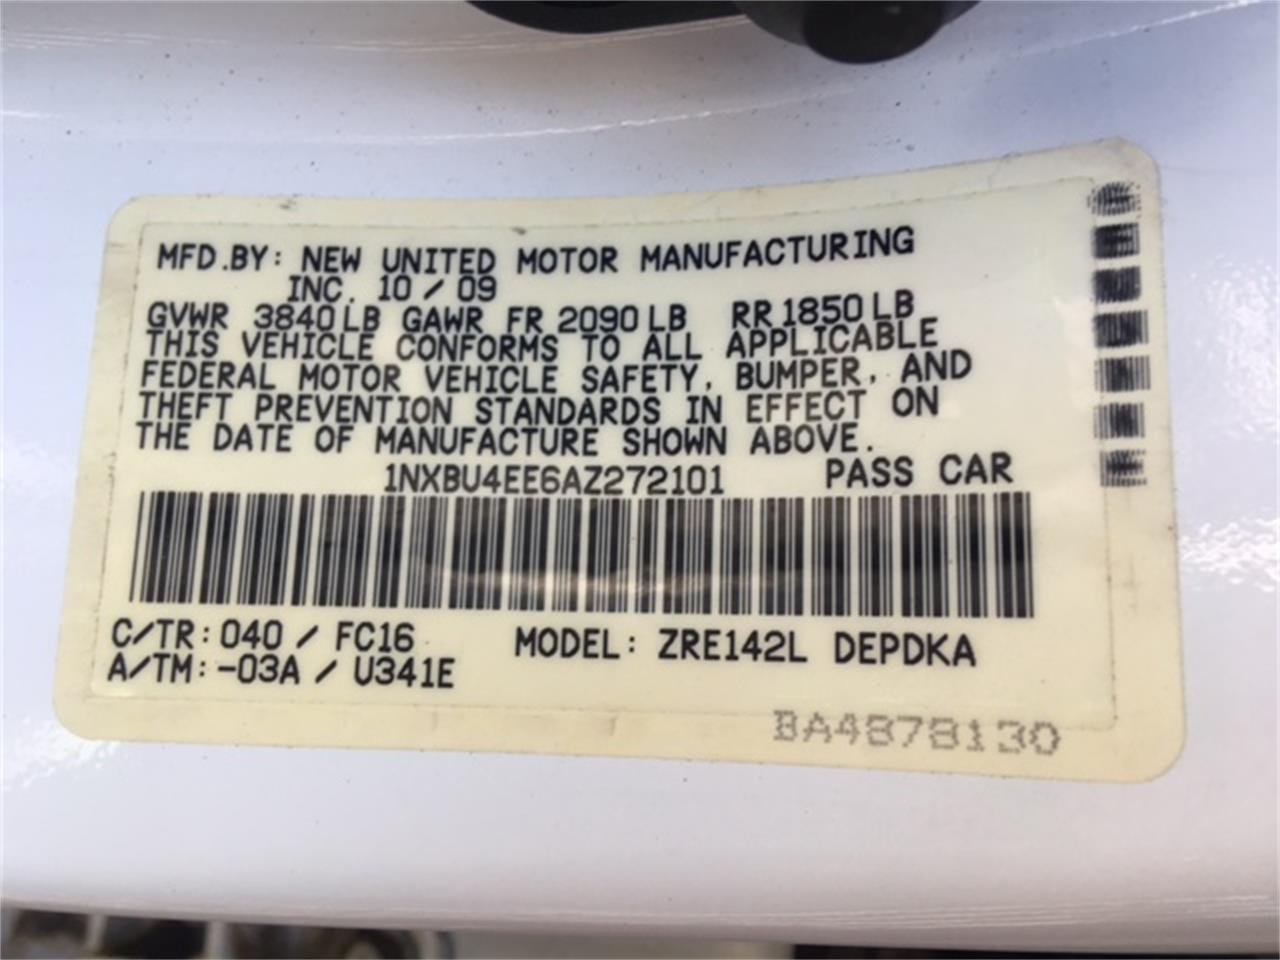 MFD.BY: NEW UNITED MOTOR MANUFACTURING
INC. 10 / 09
GVWR 3840 LB GAWR FR 2090 LB RR 1850 LB
THIS VEHICLE CONFORMS TO ALL APPLICABLE
FEDERAL MOTOR VEHICLE SAFETY, BUMPER, AND
THEFT PREVENTION STANDARDS IN EFFECT ON
THE DATE OF MANUFACTURE SHOWN ABOVE.
1NXBU4EE6AZ272101 PASS CAR
C/TR: 040 / FC16 MODEL: ZRE142L DEPDKA
A/TM: -03A / U341E
BA4878130